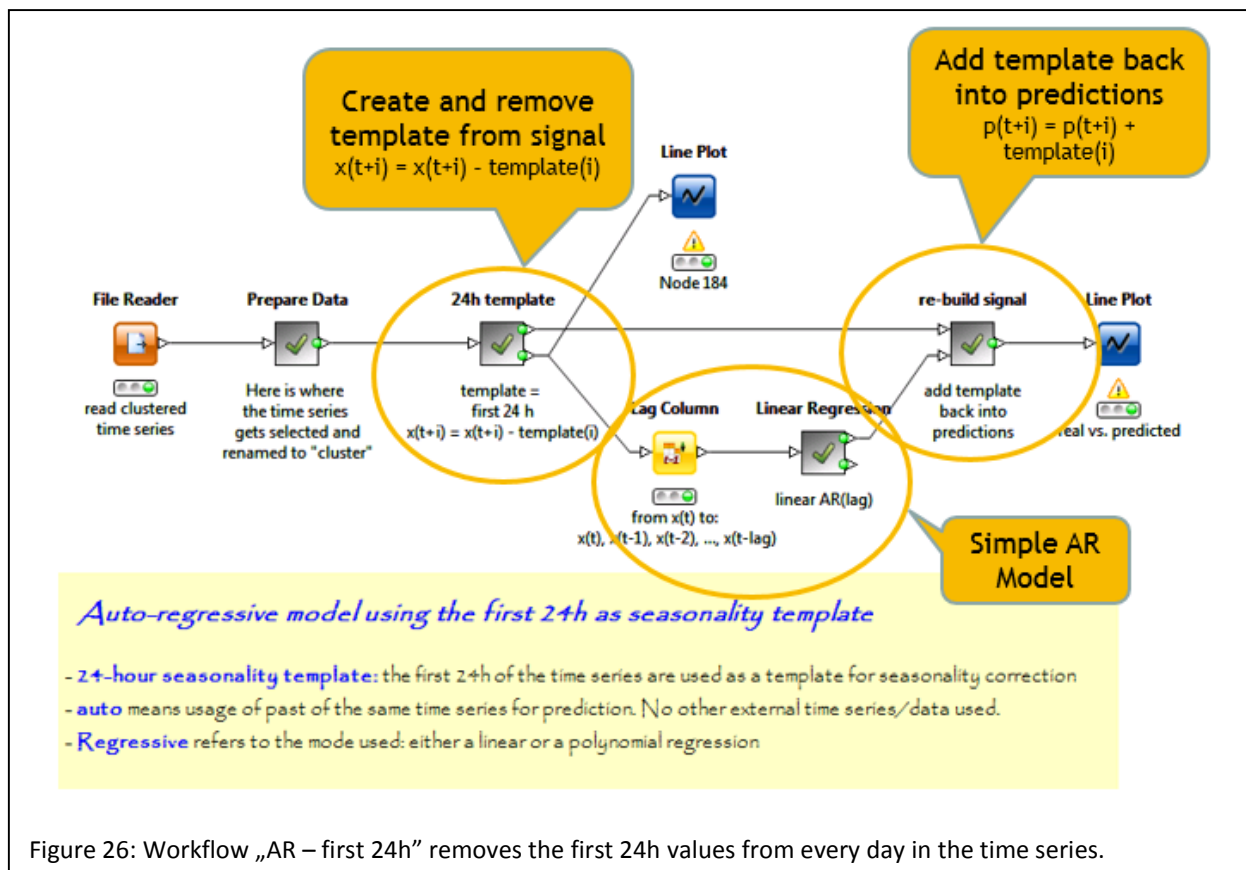 Create and remove
template from signal
x(t+i) = x(t+i) - template(i)
Add template back
into predictions
p(t+i) = p(t+i) +
template(i)
Line Plot
Node 184
File Reader
read clustered
time series
Prepare Data
Here is where
the time series
gets selected and
renamed to "cluster"
24h template
template =
first 24 h
x(t+i) = x(t+i) - template(i)
Lag Column
from x(t) to:
x(t), x(t-1), x(t-2), ..., x(t-lag)
Linear Regression
linear AR(lag)
re-build signal
add template
back into
predictions
Line Plot
real vs. predicted
Simple AR
Model
Auto-regressive model using the first 24h as seasonality template
- 24-hour seasonality template: the first 24h of the time series are used as a template for seasonality correction
- auto means usage of past of the same time series for prediction. No other external time series/data used.
- Regressive refers to the mode used: either a linear or a polynomial regression
Figure 26: Workflow „AR – first 24h” removes the first 24h values from every day in the time series.